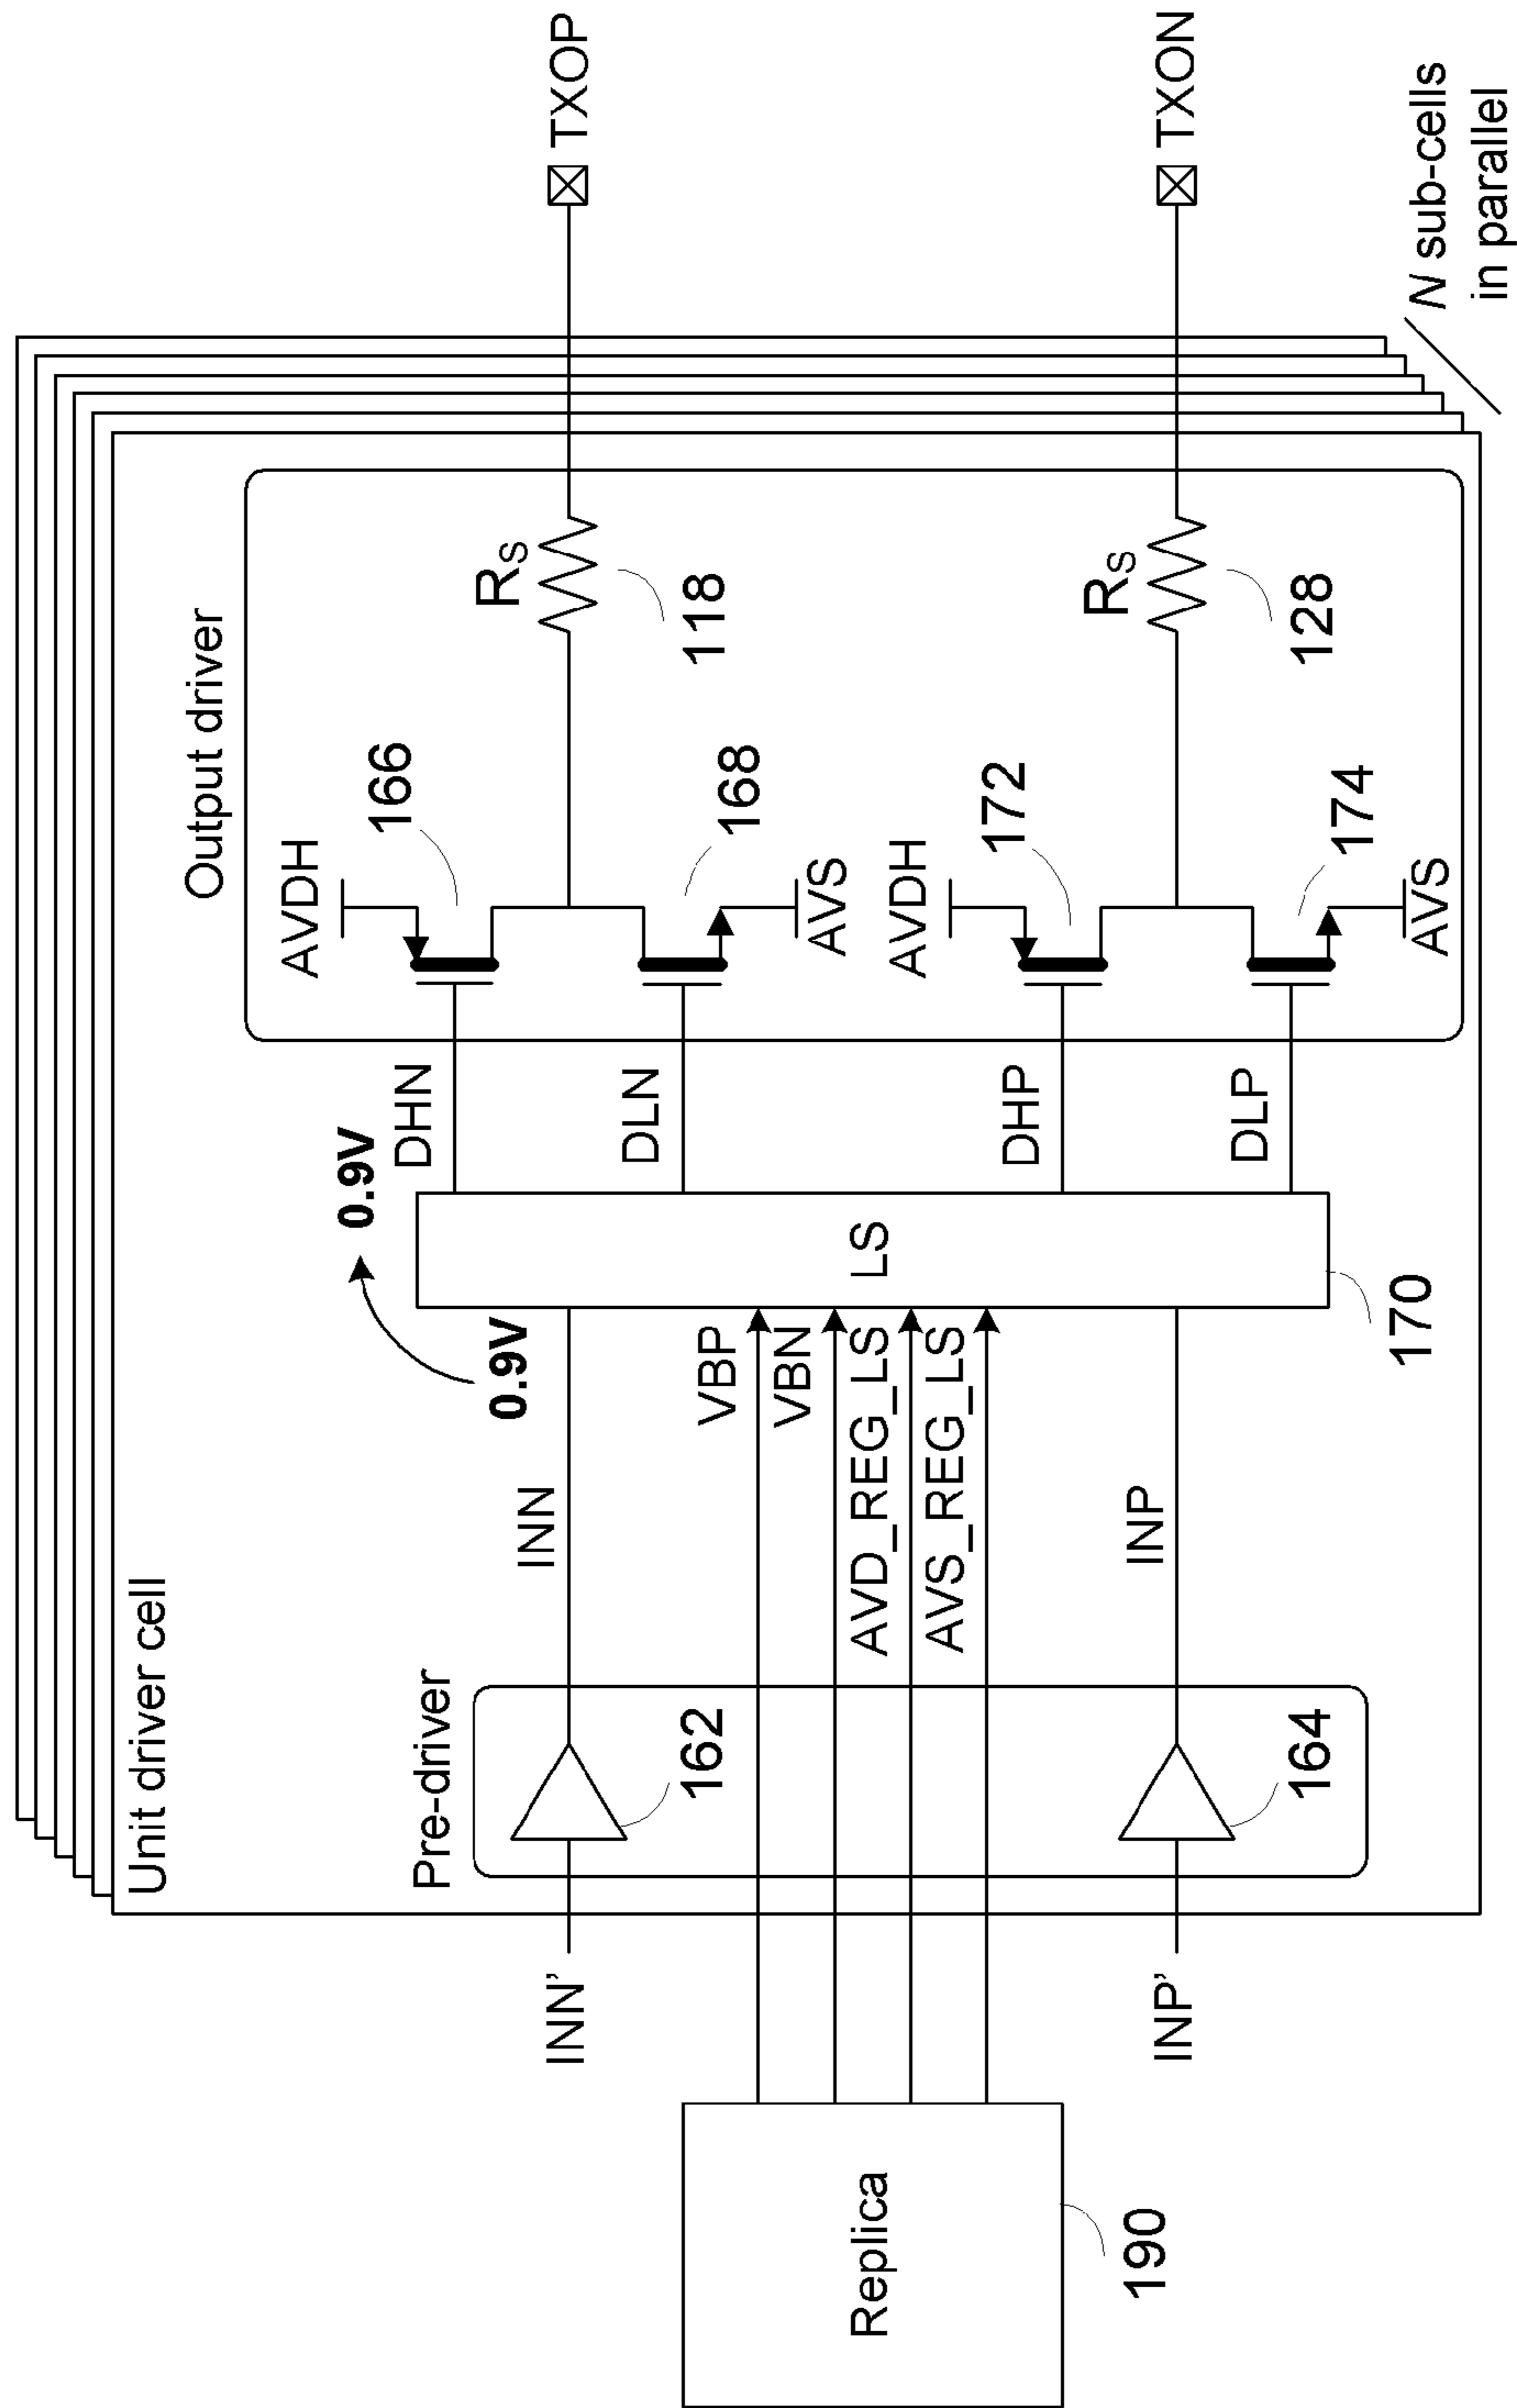 Unit driver cell
Output driver
AVDH
166
0.9V
DHN
Pre-driver
0.9V
INN
INN’
162
RS
TXOP
118
DLN
168
AVS
VBP
VBN
AVD_REG_LS
AVS_REG_LS
LS
Replica
190
AVDH
172
DHP
INP
INP’
164
RS
TXON
128
DLP
174
AVS
170
N sub-cells
in parallel